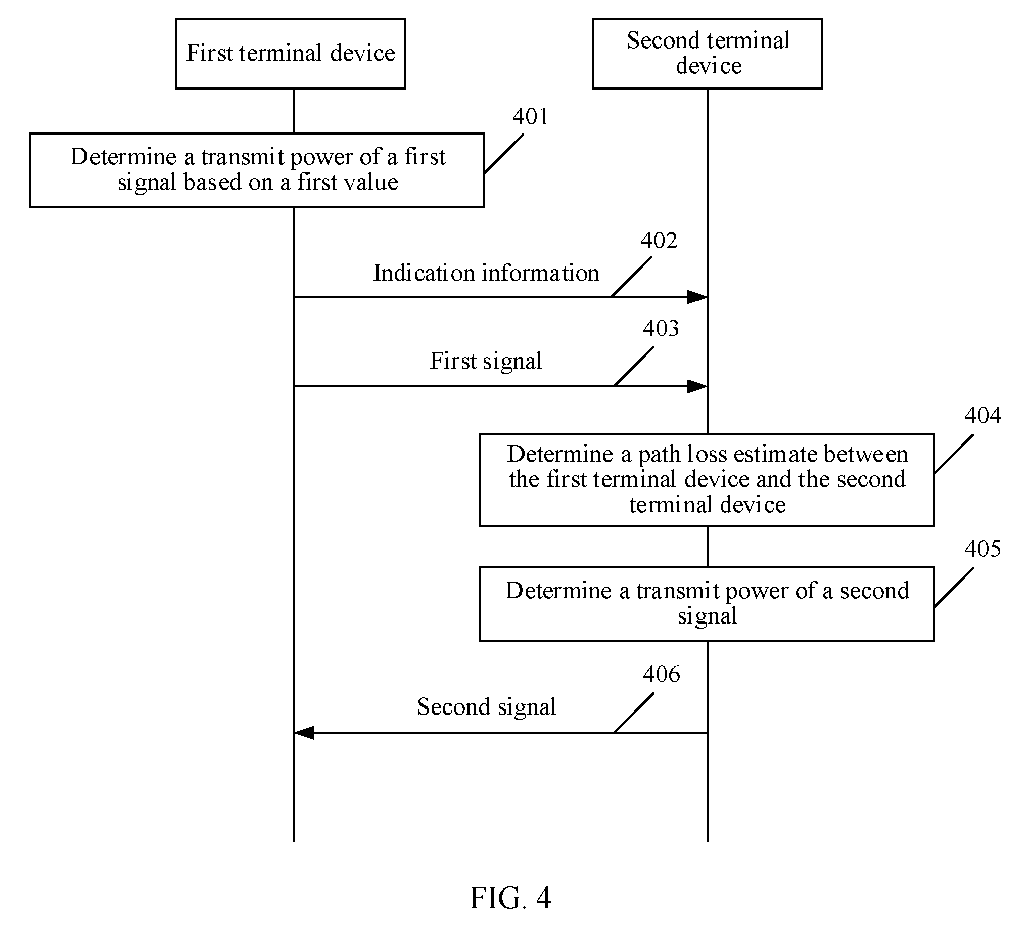 First terminal device
Second terminal
device
401
Determine a transmit power of a first
signal based on a first value
402
Indication information
403
First signal
404
Determine a path loss estimate between
the first terminal device and the second
terminal device
405
Determine a transmit power of a second
signal
406
Second signal
FIG. 4